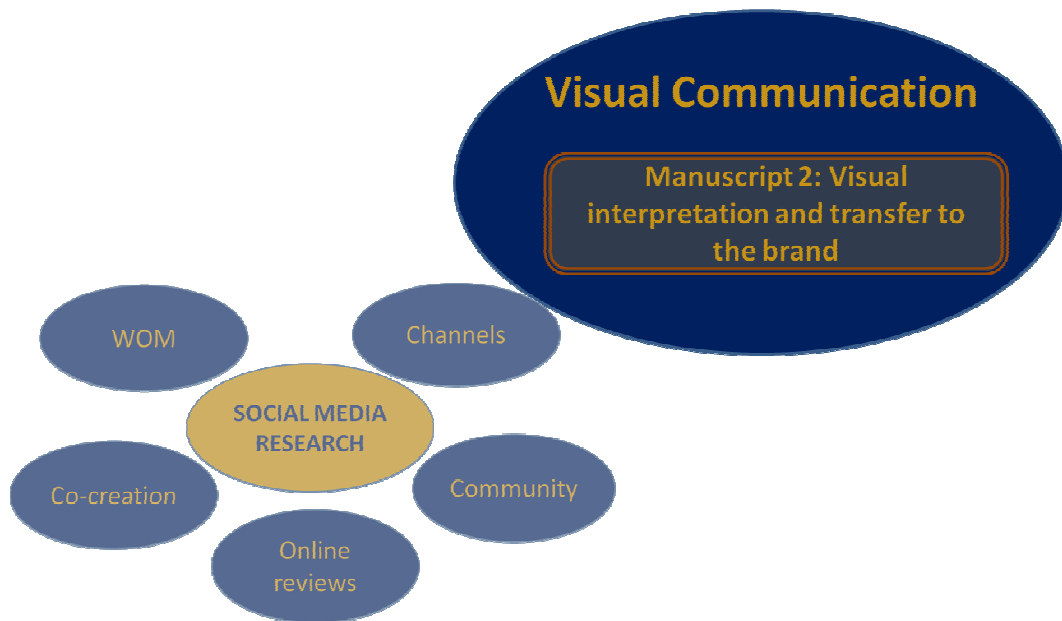 Visual Communication
Manuscript 2: Visual
interpretation and transfer to
the brand
WOM
Channels
SOCIAL MEDIA
RESEARCH
Co-creation
Community
Online
reviews